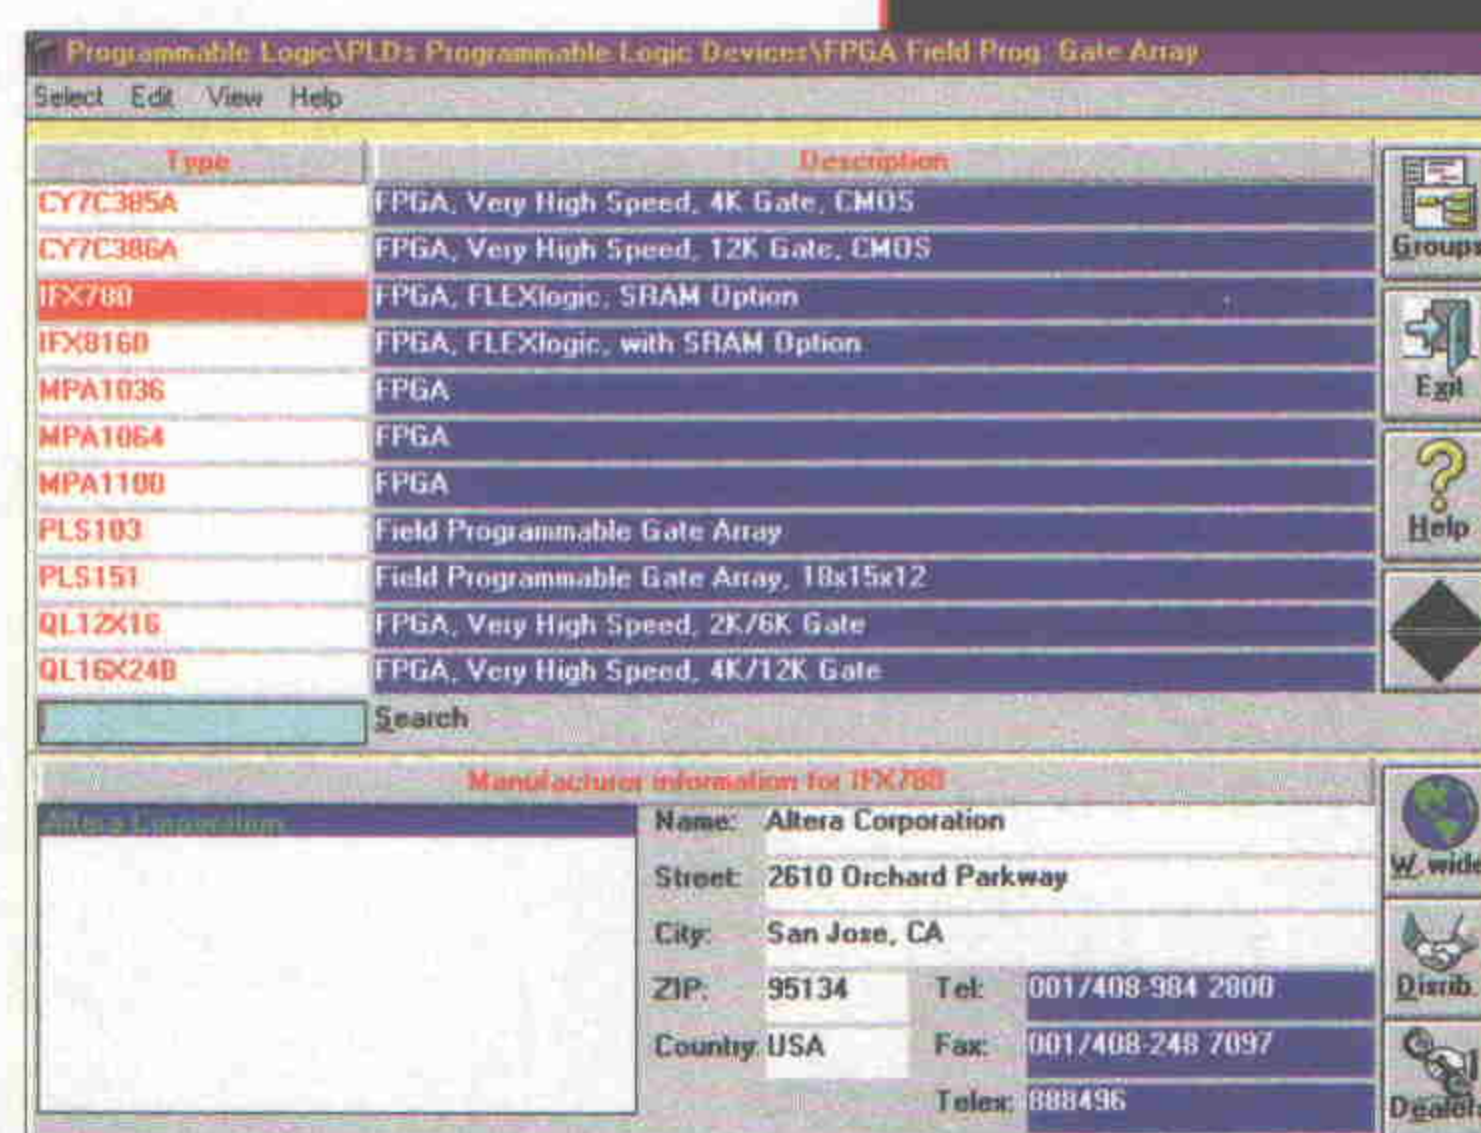 Programmable Logic\PLDs Programmable Logic Devices\FPGA Field Prog. Gate Array
Select Edit View Help
Type Description
CY7C385A FPGA, Very High Speed, 4K Gate, CMOS
CY7C386A FPGA, Very High Speed, 12K Gate, CMOS
IFX780 FPGA, FLEXlogic, SRAM Option
IFX8160 FPGA, FLEXlogic, with SRAM Option
MPA1036 FPGA
MPA1064 FPGA
MPA1100 FPGA
PLS103 Field Programmable Gate Array
PLS151 Field Programmable Gate Array, 18x15x12
QL12X16 FPGA, Very High Speed, 2K/6K Gate
QL16X24B FPGA, Very High Speed, 4K/12K Gate
Search
Groups
Exit
Help
Manufacturer information for IFX780
Altera Corporation
Name: Altera Corporation
Street: 2610 Orchard Parkway
City: San Jose, CA
ZIP: 95134 Tel: 001/408-984 2800
Country: USA Fax: 001/408-248 7097
Telex: 888496
W.wide
Distrib.
Dealers